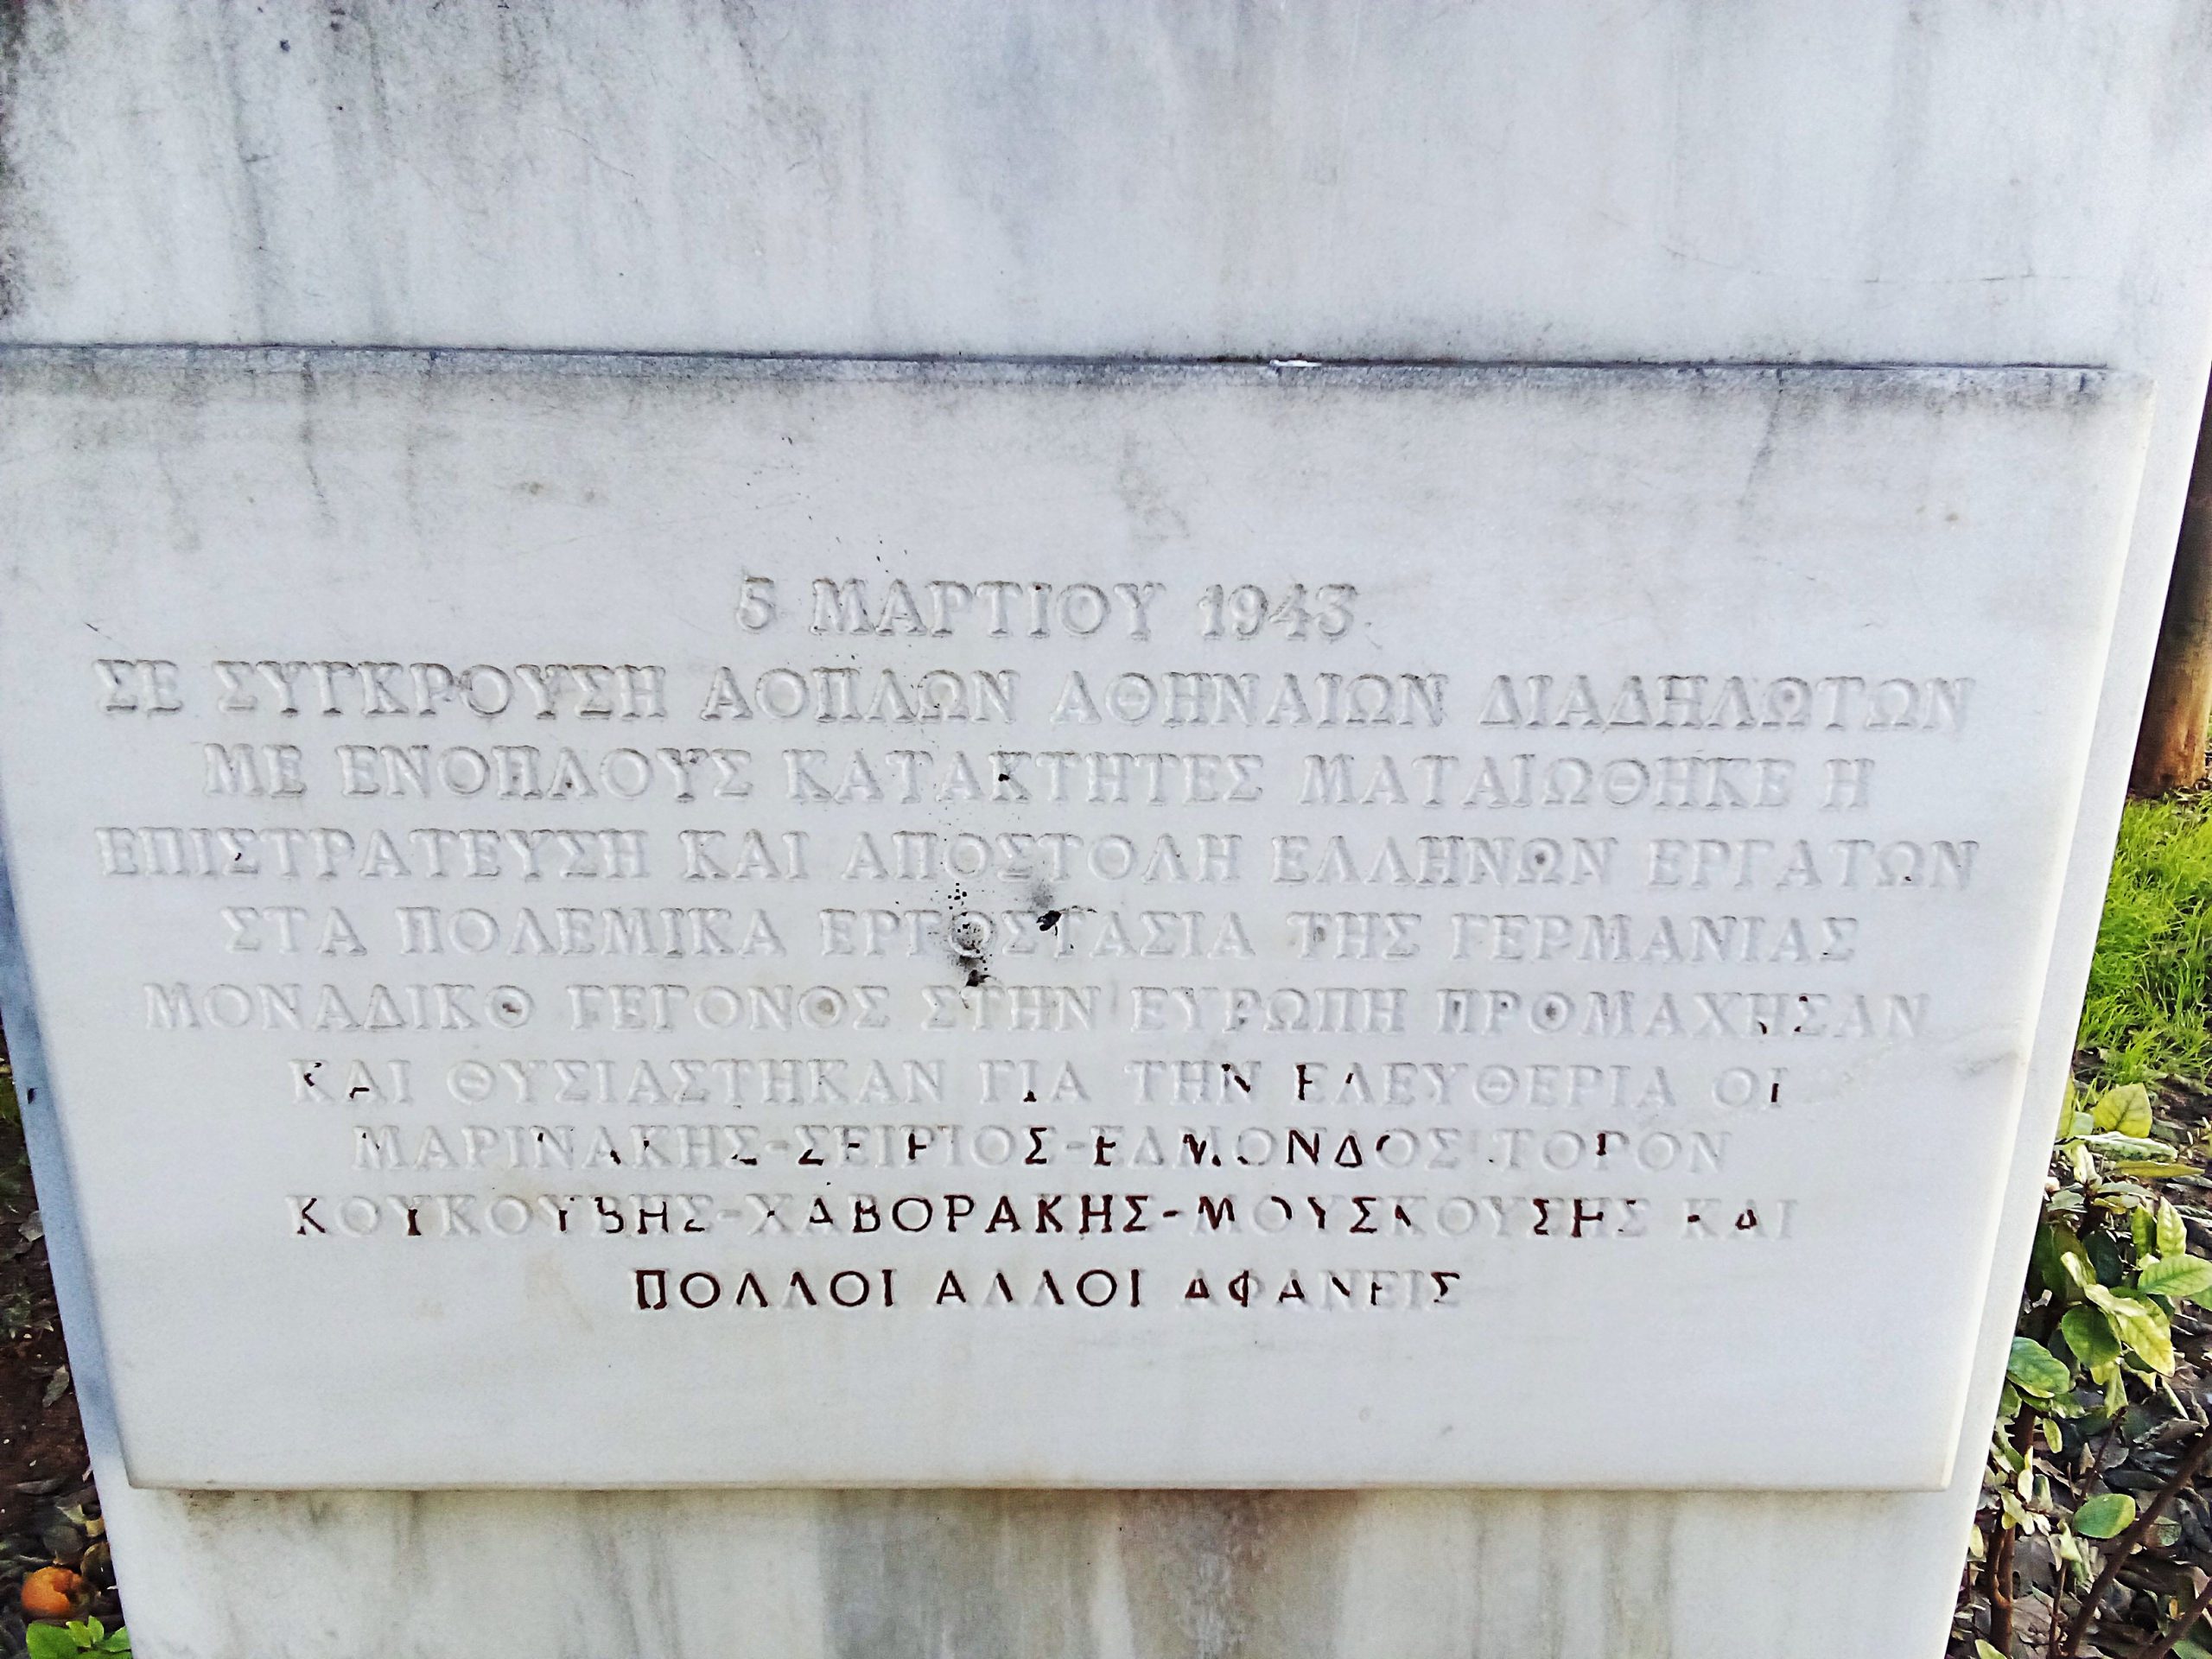 5 ΜΑΡΤΙΟΥ 1943
ΣΕ ΣΥΓΚΡΟΥΣΗ ΑΟΠΛΩΝ ΑΘΗΝΑΙΩΝ ΔΙΑΔΗΛΩΤΩΝ
ΜΕ ΕΝΟΠΛΟΥΣ ΚΑΤΑΚΤΗΤΕΣ ΜΑΤΑΙΩΘΗΚΕ Η
ΕΠΙΣΤΡΑΤΕΥΣΗ ΚΑΙ ΑΠΟΣΤΟΛΗ ΕΛΛΗΝΩΝ ΕΡΓΑΤΩΝ
ΣΤΑ ΠΟΛΕΜΙΚΑ ΕΡΓΟΣΤΑΣΙΑ ΤΗΣ ΓΕΡΜΑΝΙΑΣ
ΜΟΝΑΔΙΚΟ ΓΕΓΟΝΟΣ ΣΤΗΝ ΕΥΡΩΠΗ ΠΡΟΜΑΧΗΣΑΝ
ΚΑΙ ΘΥΣΙΑΣΤΗΚΑΝ ΓΙΑ ΤΗΝ ΕΛΕΥΘΕΡΙΑ ΟΙ
ΜΑΡΙΝΑΚΗΣ-ΣΕΙΡΙΟΣ-ΕΔΜΟΝΔΟΣ ΤΟΡΟΝ
ΚΟΥΚΟΥΒΗΣ-ΧΑΒΟΡΑΚΗΣ-ΜΟΥΣΚΟΥΣΗΣ ΚΑΙ
ΠΟΛΛΟΙ ΑΛΛΟΙ ΑΦΑΝΕΙΣ